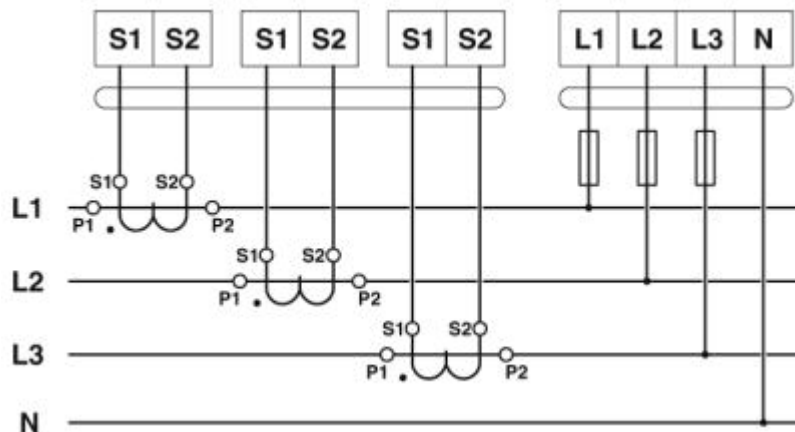 S1 S2 S1 S2 S1 S2 L1 L2 L3 N
S1 S2
L1
P1 P2
S1 S2
L2
P1 P2
S1 S2
L3
P1 P2
N